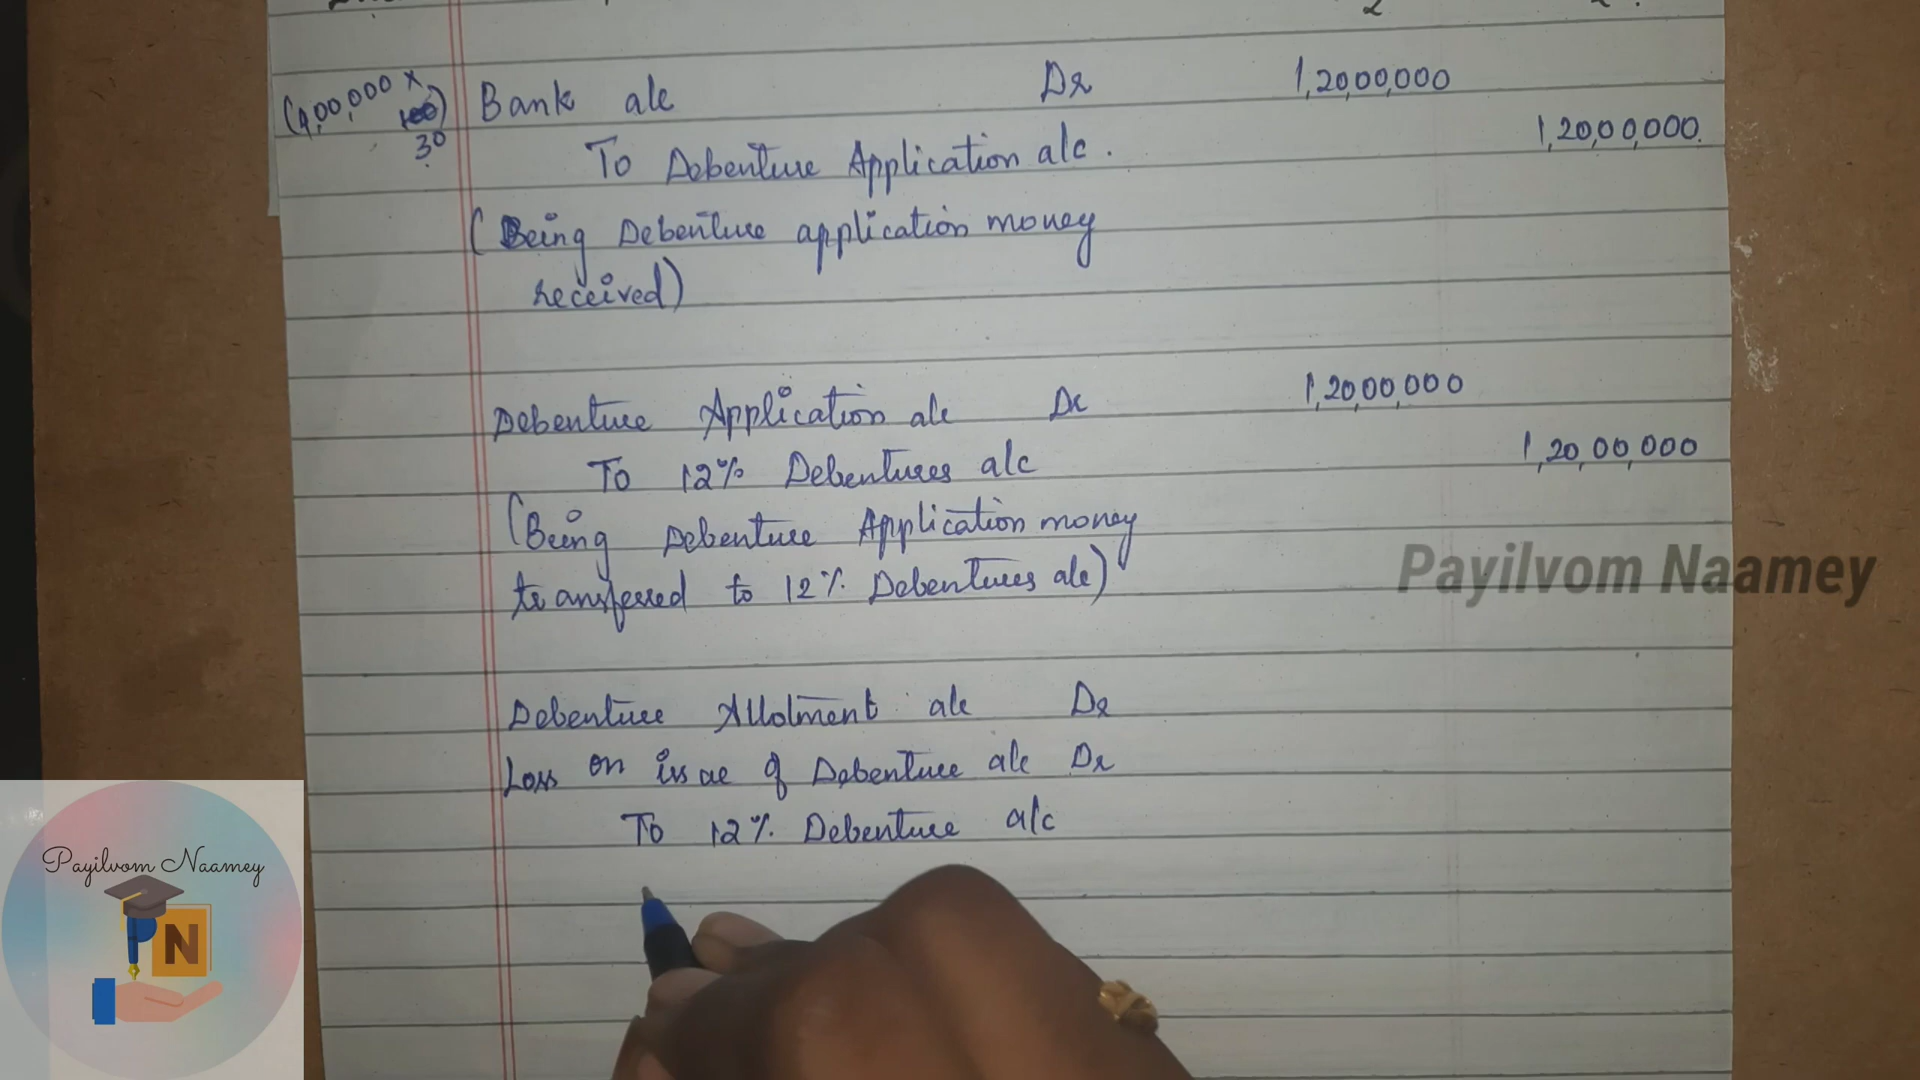 (4,00,000 x
30
Bank a/c Dr 1,20,00,000
To Debenture Application a/c. 1,20,00,000.
(Being Debenture application money
received)
Debenture Application a/c Dr 1,20,00,000
To 12% Debentures a/c 1,20,00,000
(Being Debenture Application money
transferred to 12% Debentures a/c)
Payilvom Naamey
Debenture Allotment a/c Dr
Loss on issue of Debenture a/c Dr
To 12% Debenture a/c
Payilvom Naamey
PN